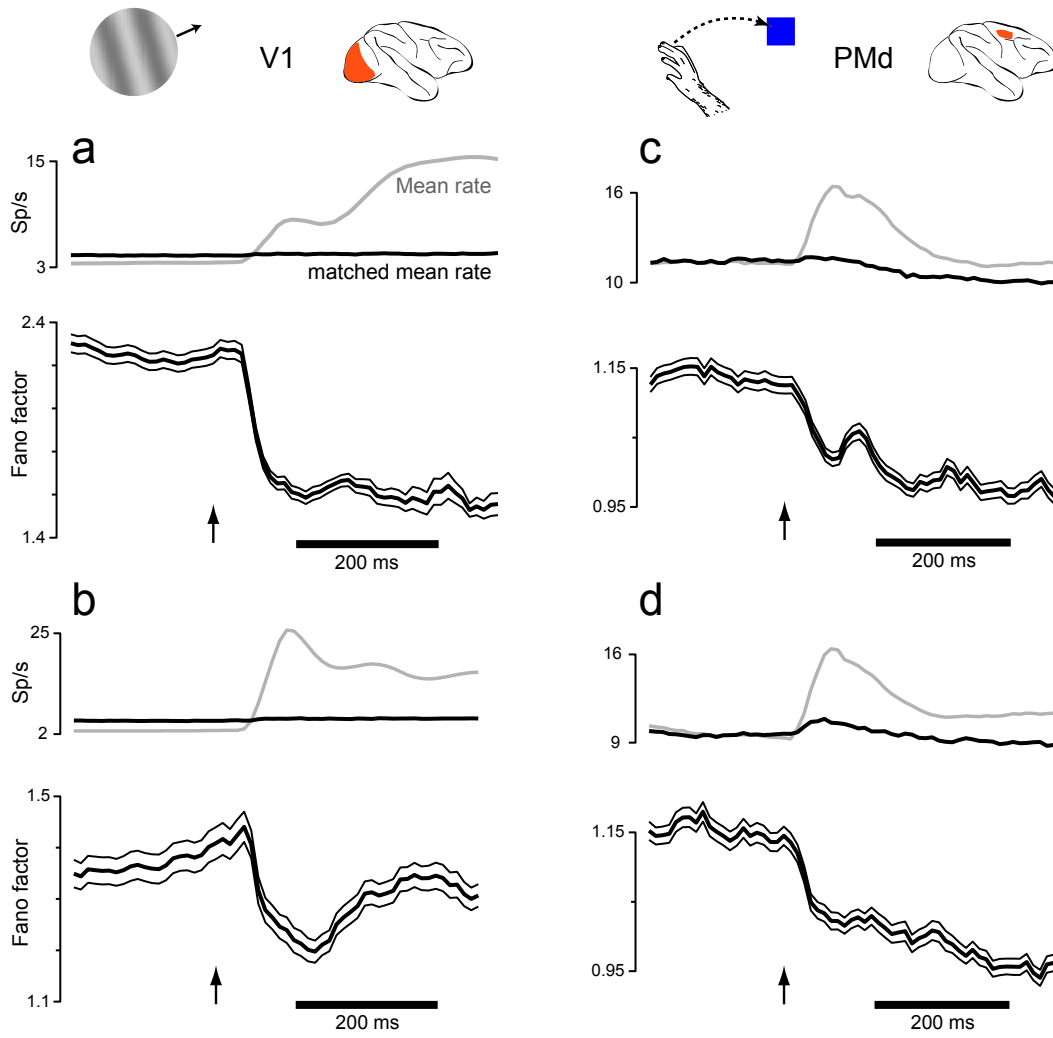 V1
PMd
a
15
Sp/s
3
Mean rate
matched mean rate
2.4
Fano factor
1.4
200 ms
b
25
Sp/s
2
1.5
Fano factor
1.1
200 ms
c
16
10
1.15
0.95
200 ms
d
16
9
1.15
0.95
200 ms